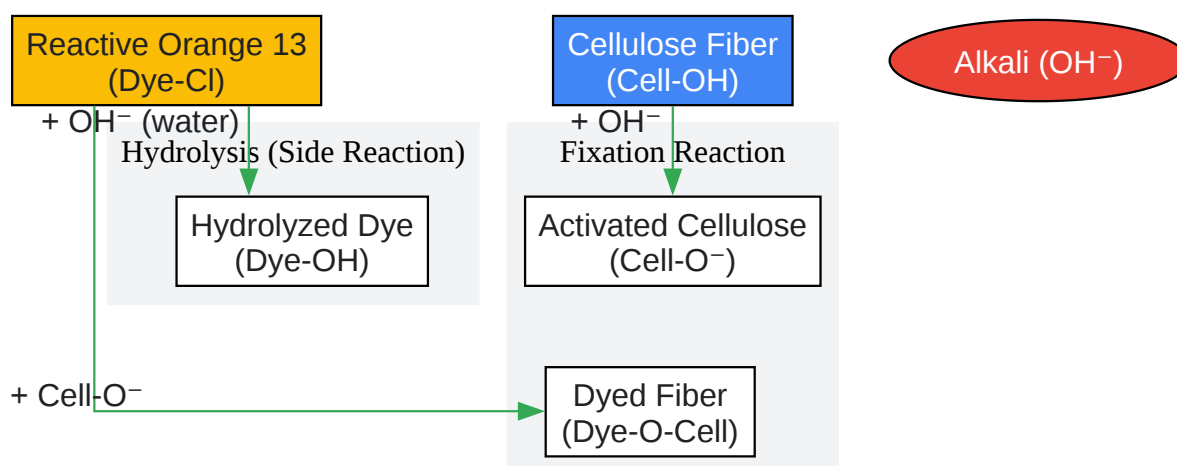 Reactive Orange 13
(Dye-Cl)
Cellulose Fiber
(Cell-OH)
Alkali (OH⁻)
+ OH⁻ (water)
+ OH⁻
Hydrolysis (Side Reaction)
Fixation Reaction
Hydrolyzed Dye
(Dye-OH)
Activated Cellulose
(Cell-O⁻)
+ Cell-O⁻
Dyed Fiber
(Dye-O-Cell)